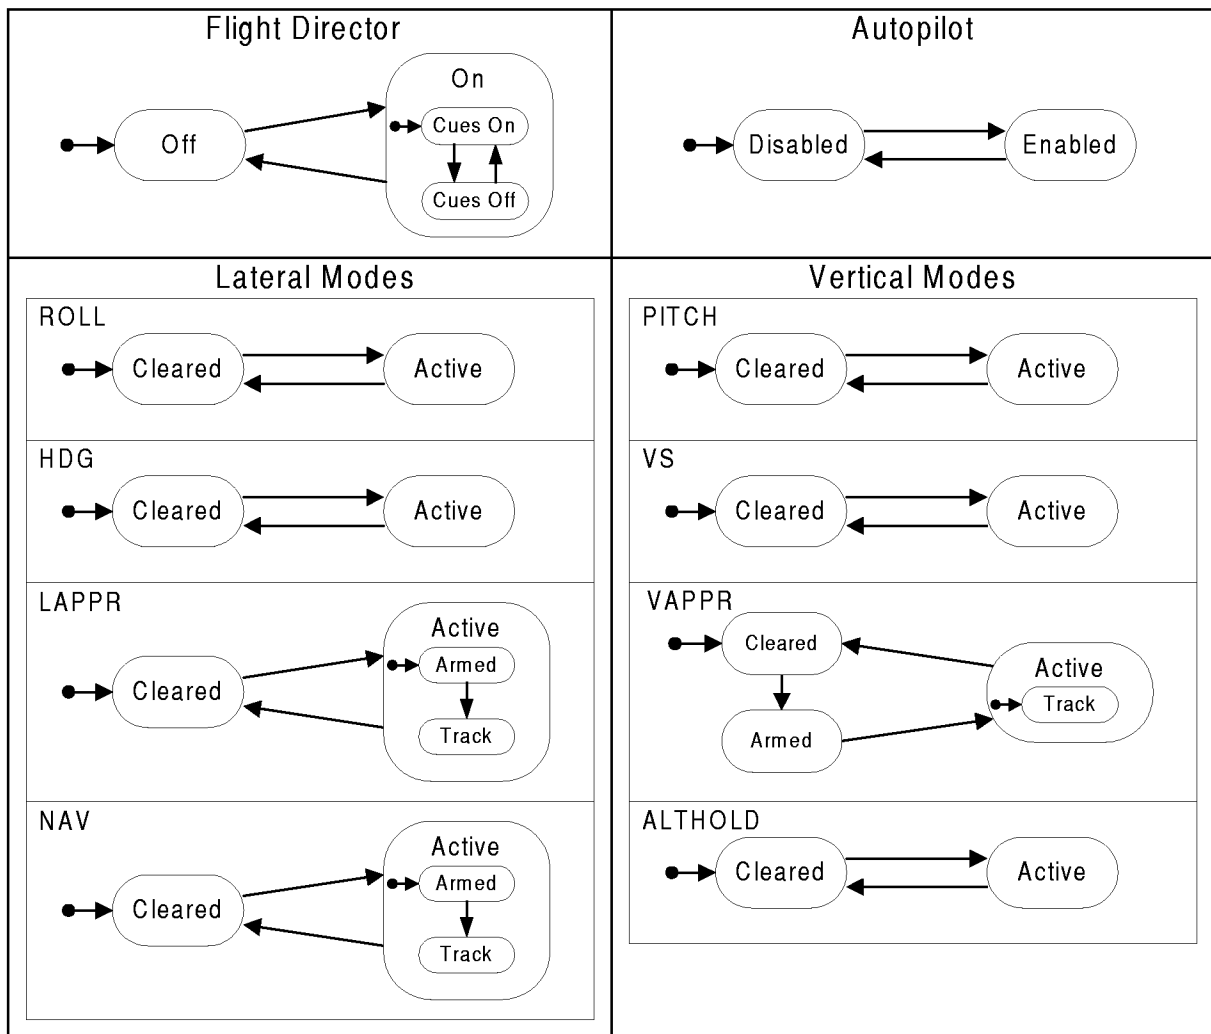 Flight Director
On
Off
Cues On
Cues Off
Autopilot
Disabled
Enabled
Lateral Modes
ROLL
Cleared
Active
HDG
Cleared
Active
LAPPR
Cleared
Active
Armed
Track
NAV
Cleared
Active
Armed
Track
Vertical Modes
PITCH
Cleared
Active
VS
Cleared
Active
VAPPR
Cleared
Armed
Active
Track
ALTHOLD
Cleared
Active